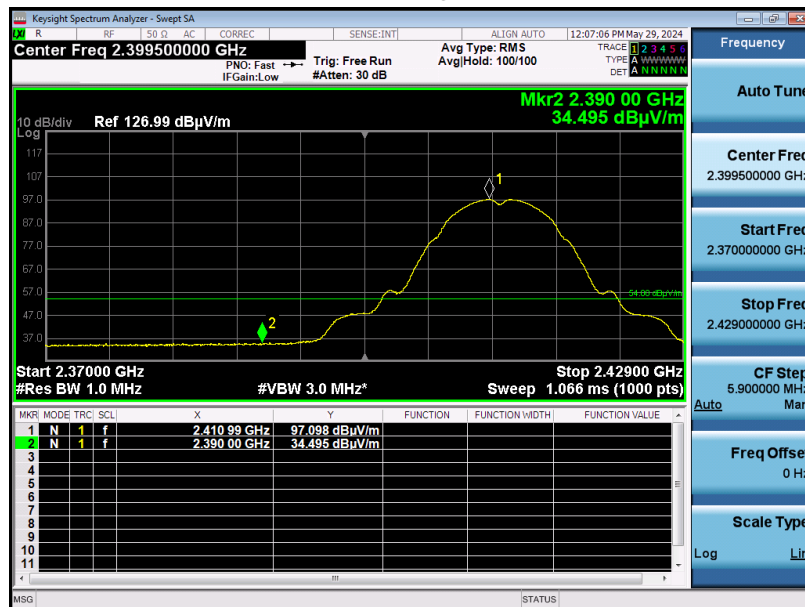 Keysight Spectrum Analyzer - Swept SA
LXI R RF 50 Ω AC CORREC SENSE:INT ALIGN AUTO 12:07:06 PM May 29, 2024
Center Freq 2.399500000 GHz
PNO: Fast
IFGain:Low
Trig: Free Run
#Atten: 30 dB
Avg Type: RMS
Avg|Hold: 100/100
TRACE 1 2 3 4 5 6
TYPE A WWWWW
DET A N N N N N
Mkr2 2.390 00 GHz
34.495 dBµV/m
10 dB/div Ref 126.99 dBµV/m
Log
117
107
97.0
87.0
77.0
67.0
57.0
47.0
37.0
1
2
54.00 dBµV/m
Start 2.37000 GHz Stop 2.42900 GHz
#Res BW 1.0 MHz #VBW 3.0 MHz* Sweep 1.066 ms (1000 pts)
MKR MODE TRC SCL X Y FUNCTION FUNCTION WIDTH FUNCTION VALUE
1 N 1 f 2.410 99 GHz 97.098 dBµV/m
2 N 1 f 2.390 00 GHz 34.495 dBµV/m
3
4
5
6
7
8
9
10
11
MSG STATUS
Frequency
Auto Tune
Center Freq
2.399500000 GHz
Start Freq
2.370000000 GHz
Stop Freq
2.429000000 GHz
CF Step
5.900000 MHz
Auto Man
Freq Offset
0 Hz
Scale Type
Log Lin